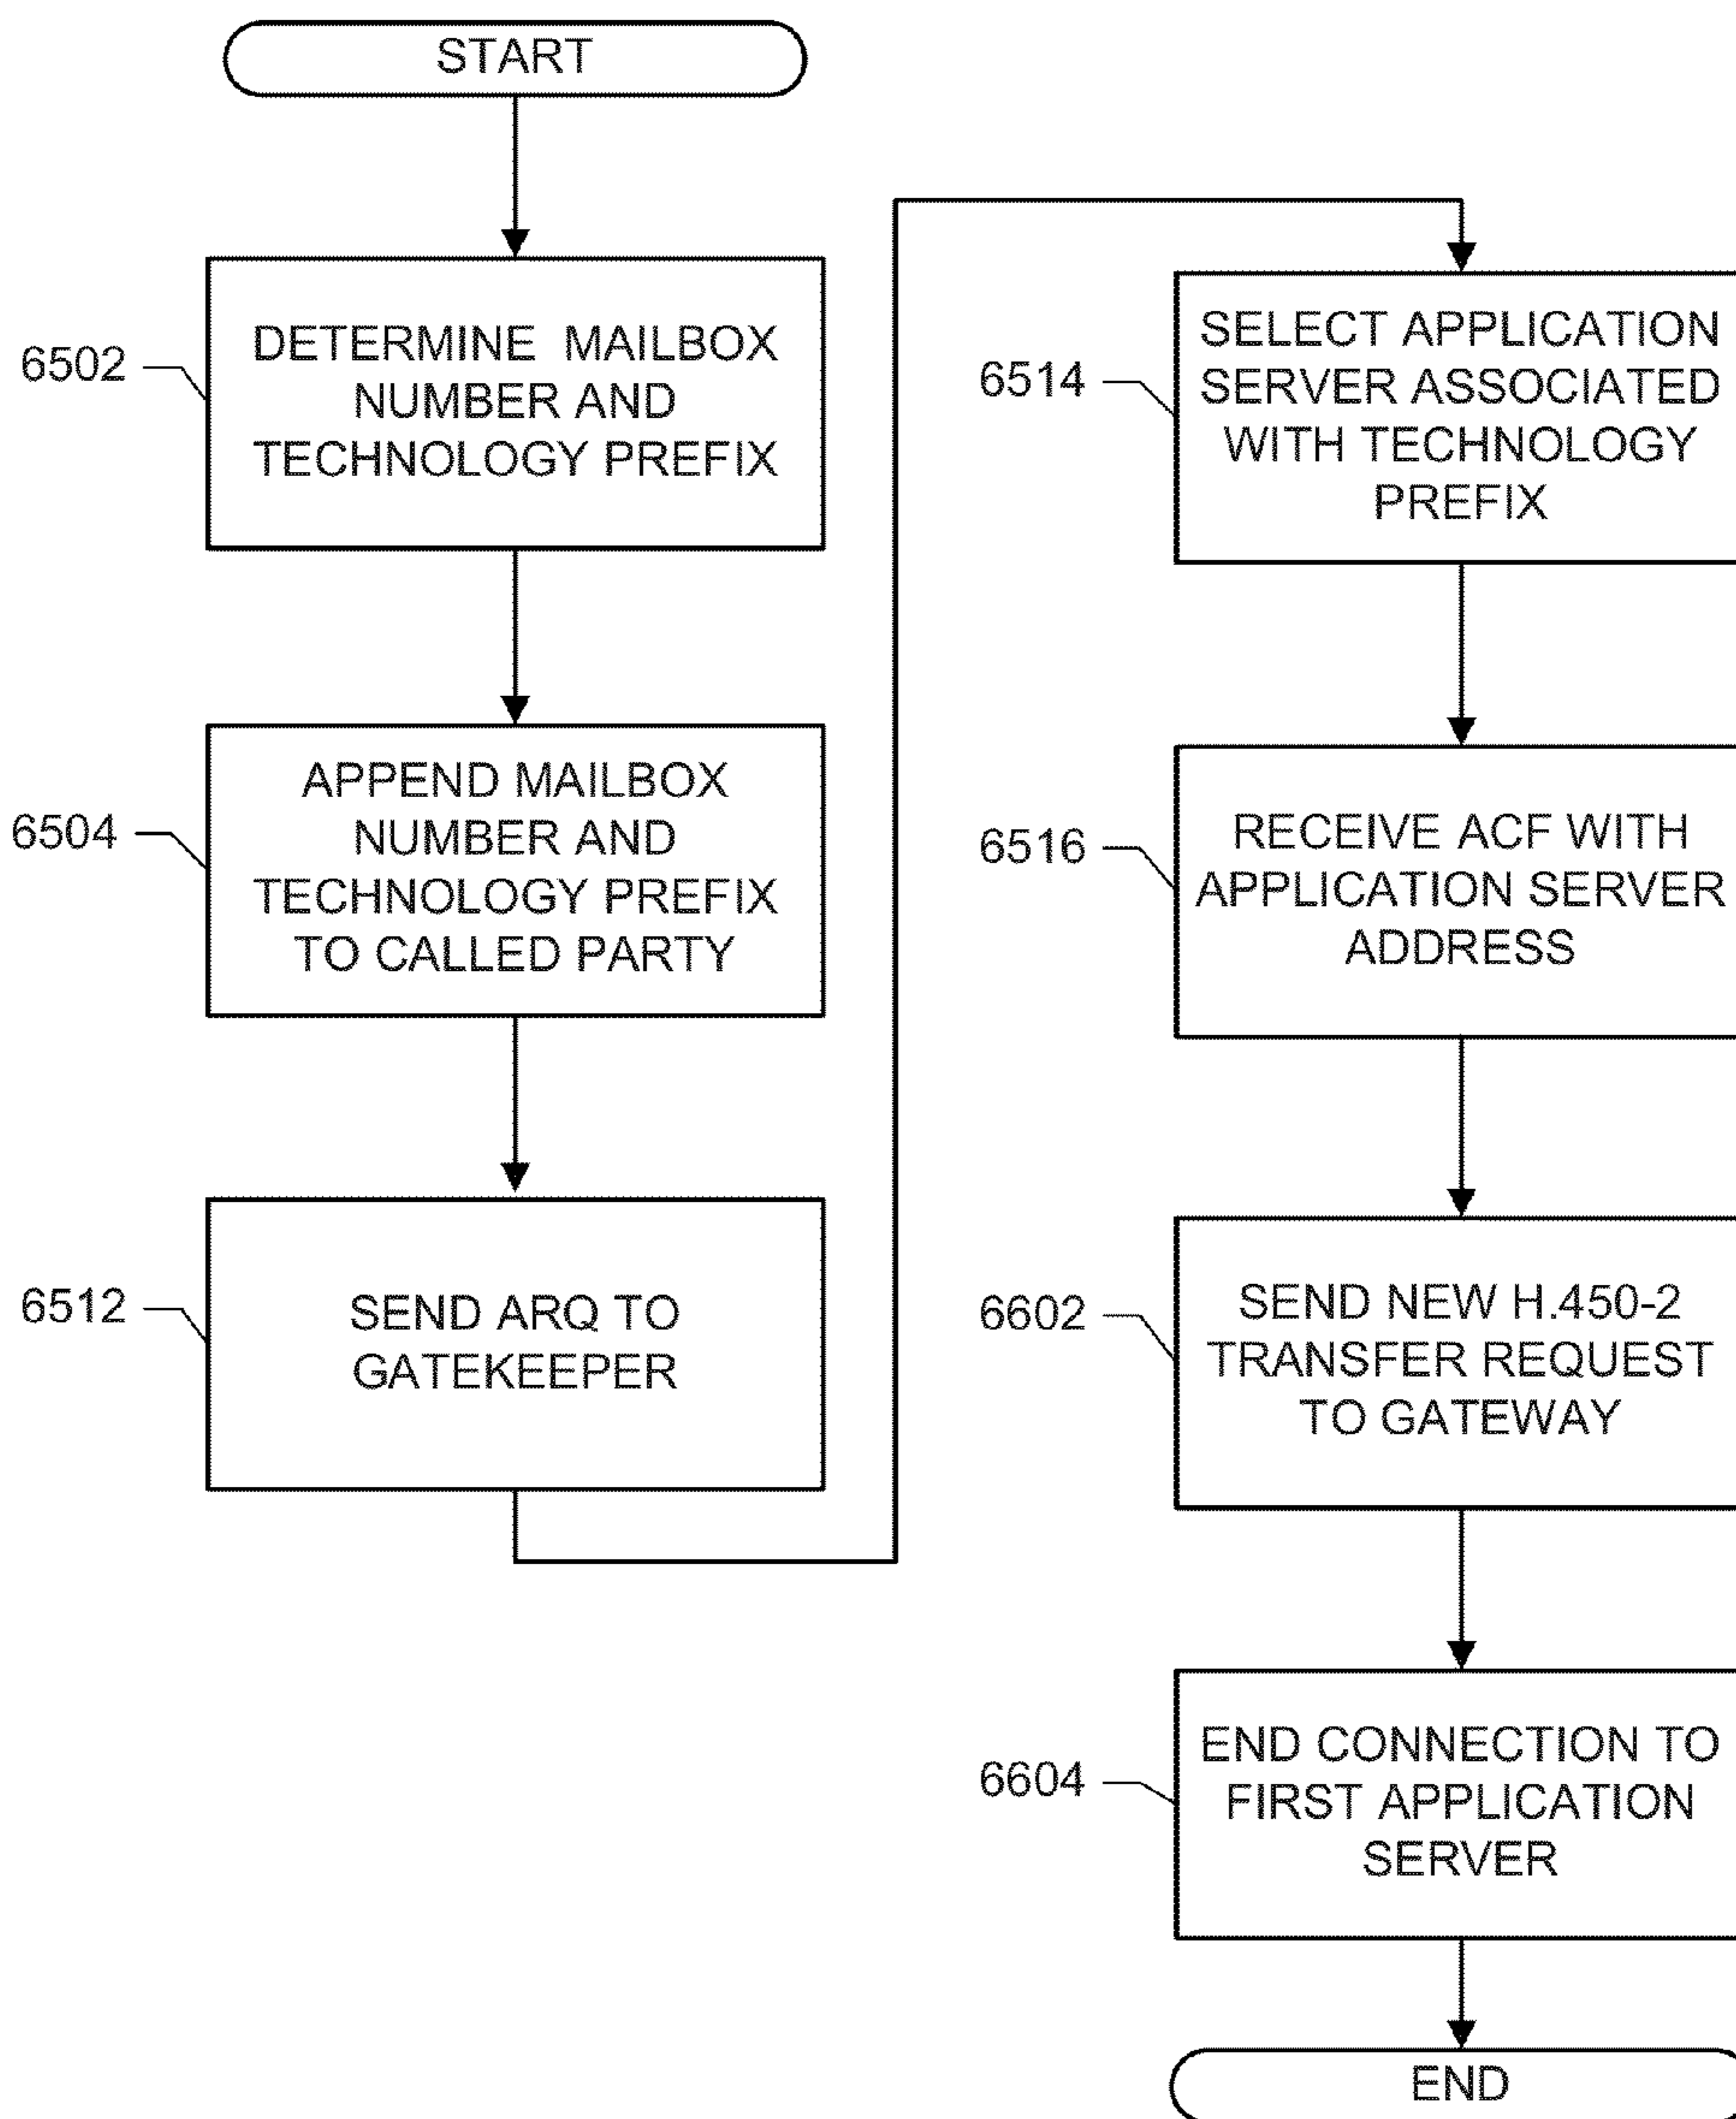 START
6502
DETERMINE MAILBOX
NUMBER AND
TECHNOLOGY PREFIX
6504
APPEND MAILBOX
NUMBER AND
TECHNOLOGY PREFIX
TO CALLED PARTY
6512
SEND ARQ TO
GATEKEEPER
6514
SELECT APPLICATION
SERVER ASSOCIATED
WITH TECHNOLOGY
PREFIX
6516
RECEIVE ACF WITH
APPLICATION SERVER
ADDRESS
6602
SEND NEW H.450-2
TRANSFER REQUEST
TO GATEWAY
6604
END CONNECTION TO
FIRST APPLICATION
SERVER
END